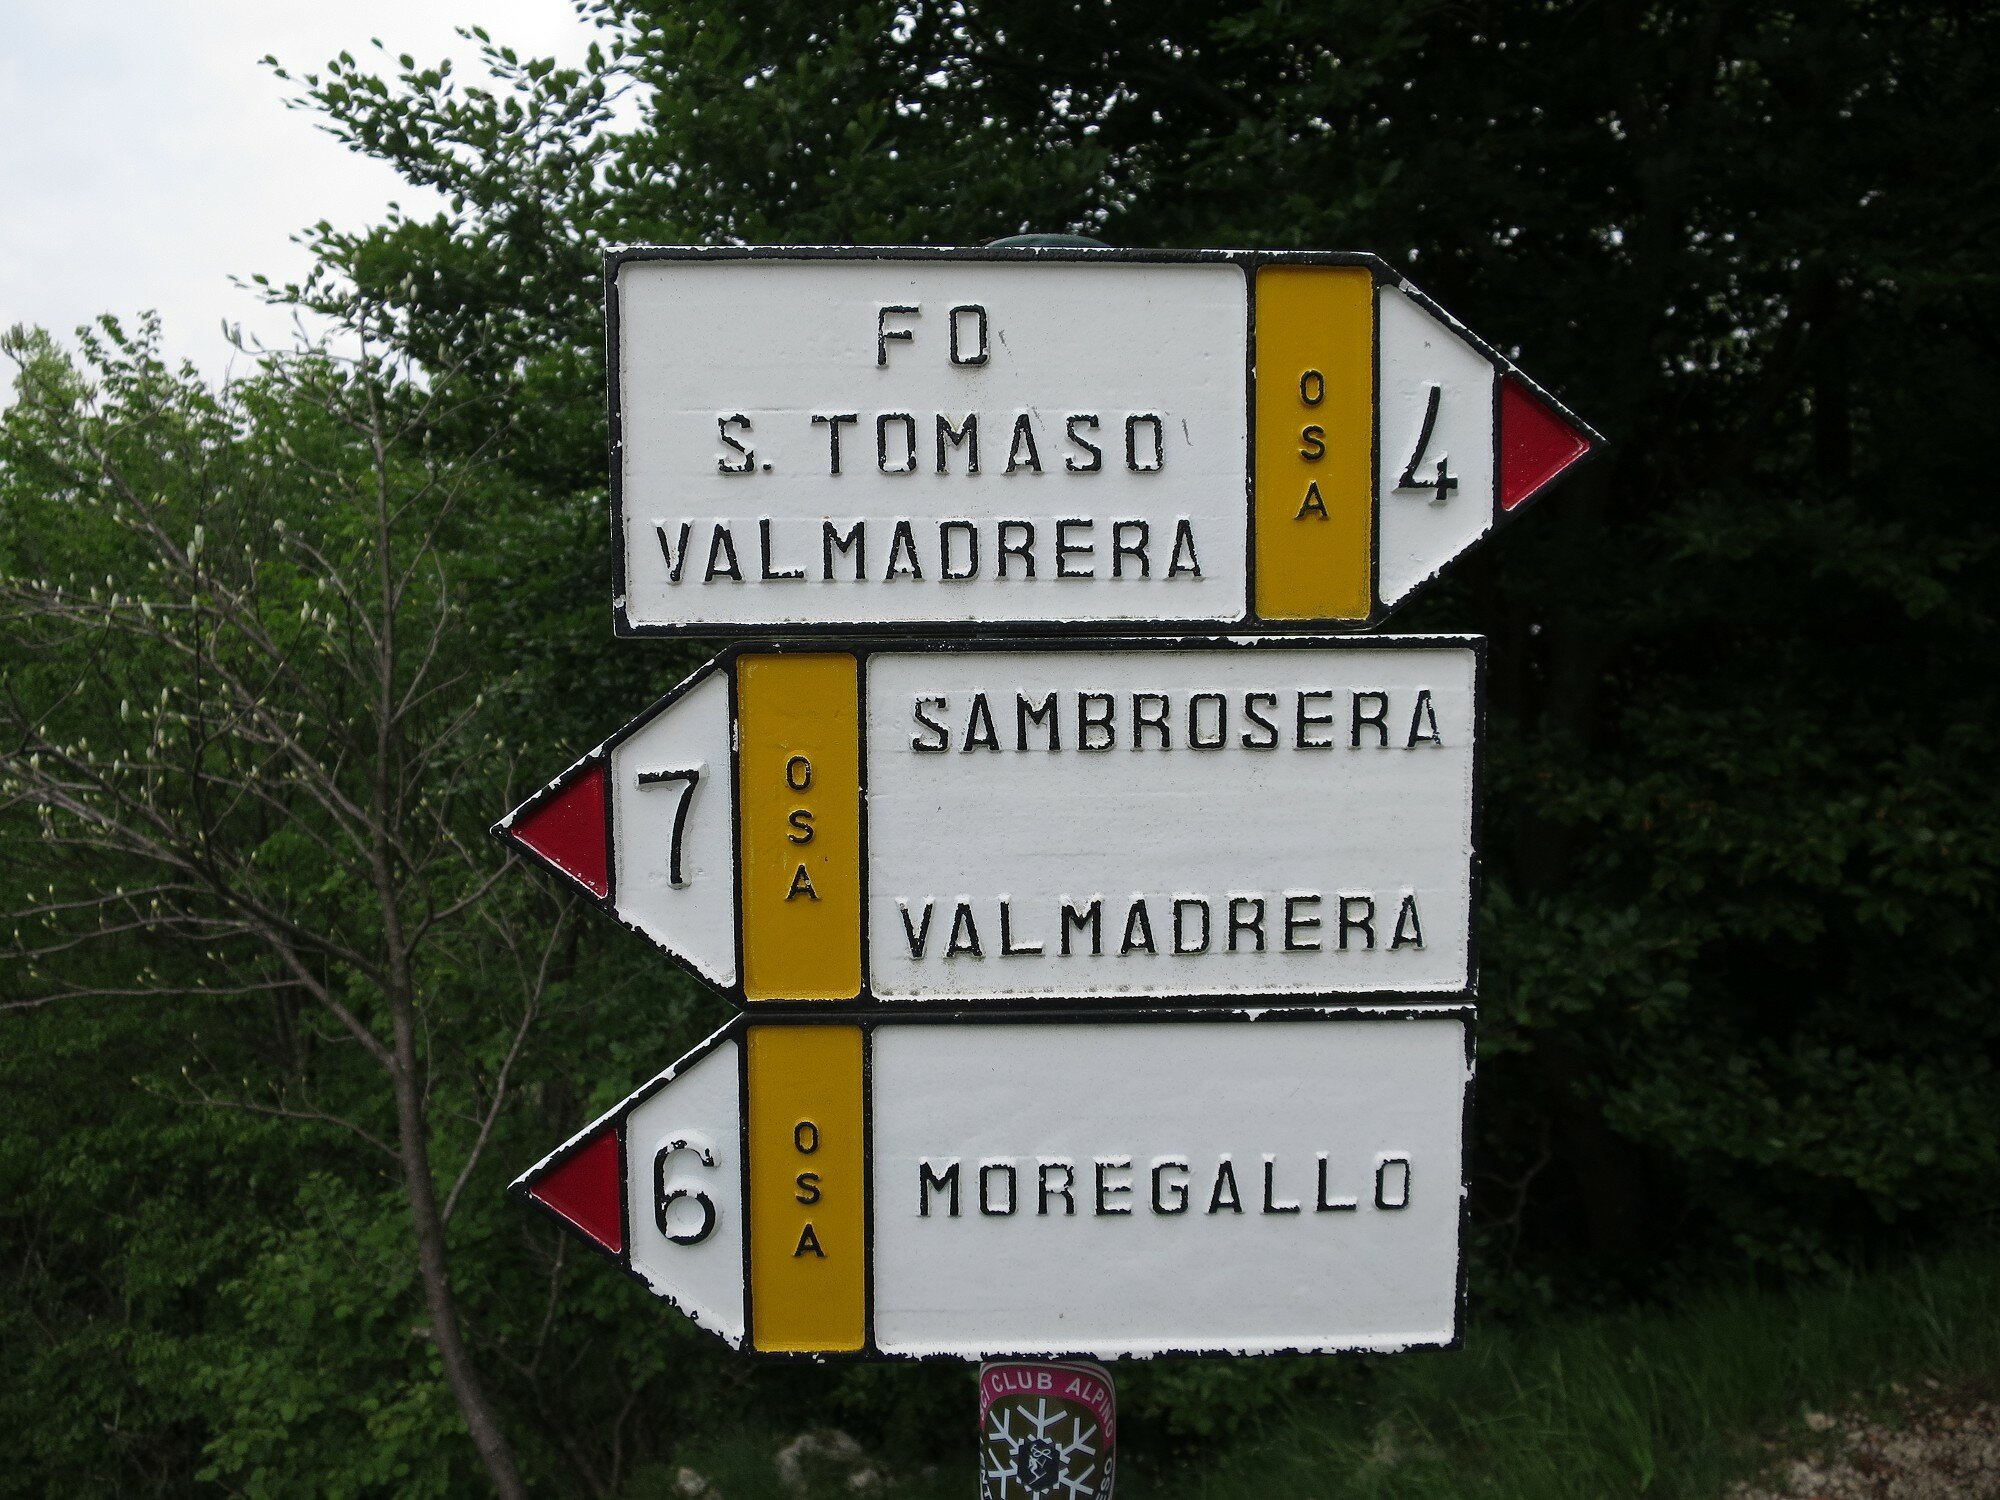 FO
S. TOMASO
VALMADRERA
OSA
4
7
OSA
SAMBROSERA
VALMADRERA
6
OSA
MOREGALLO
CLUB ALPINO